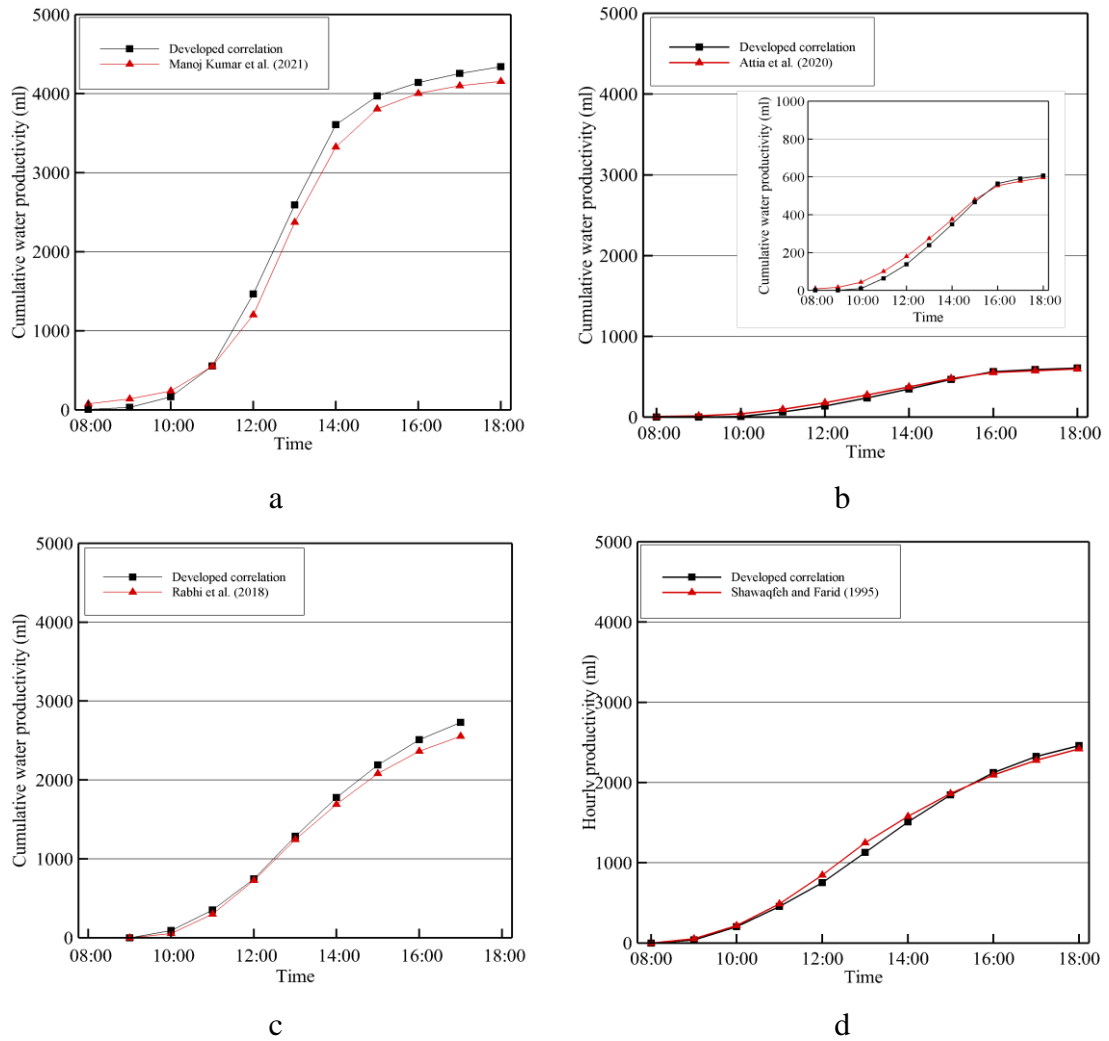 Cumulative water productivity (ml)
5000
4000
3000
2000
1000
0
Developed correlation
Manoj Kumar et al. (2021)
08:00 10:00 12:00 14:00 16:00 18:00
Time
a
Cumulative water productivity (ml)
5000
4000
3000
2000
1000
0
Developed correlation
Attia et al. (2020)
Cumulative water productivity (ml)
1000
800
600
400
200
0
08:00 10:00 12:00 14:00 16:00 18:00
Time
08:00 10:00 12:00 14:00 16:00 18:00
Time
b
Cumulative water productivity (ml)
5000
4000
3000
2000
1000
0
Developed correlation
Rabhi et al. (2018)
08:00 10:00 12:00 14:00 16:00 18:00
Time
c
Hourly productivity (ml)
5000
4000
3000
2000
1000
0
Developed correlation
Shawaqfeh and Farid (1995)
08:00 10:00 12:00 14:00 16:00 18:00
Time
d